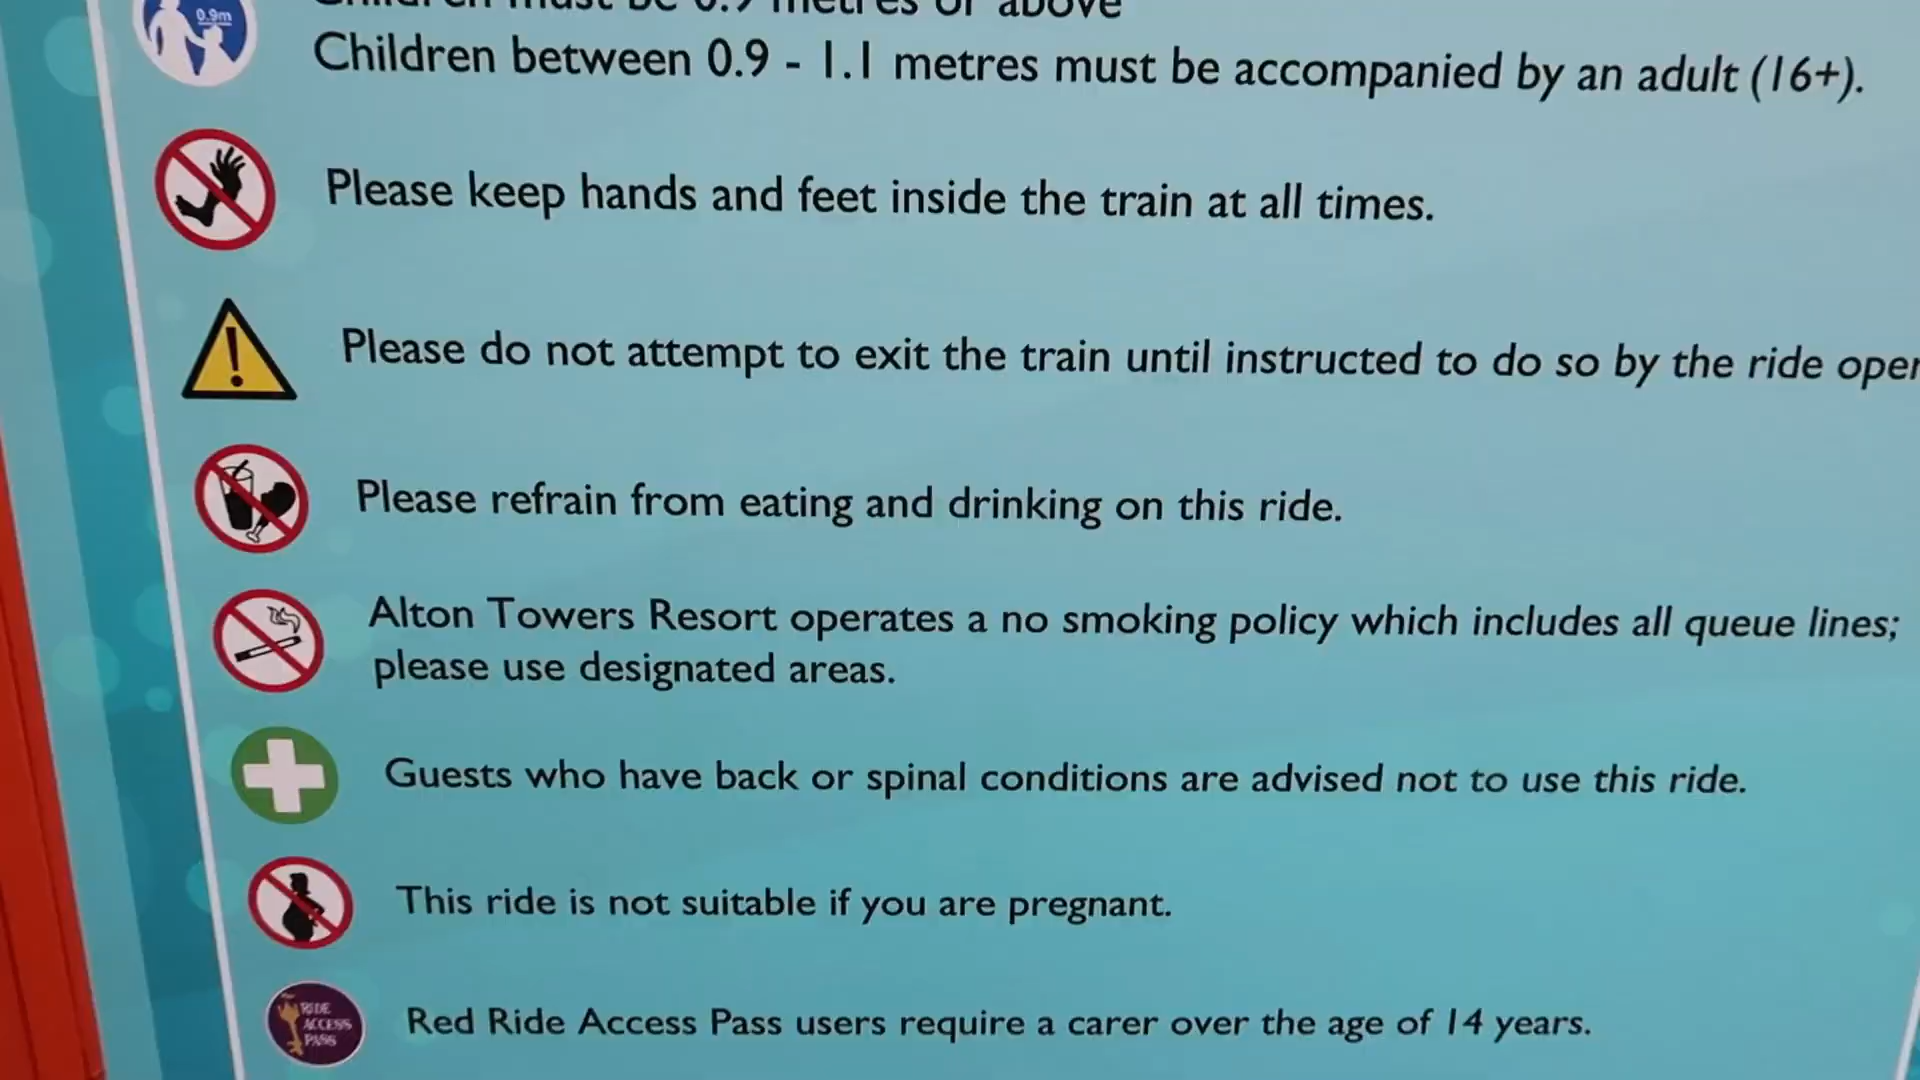 0.9m
Children must be 0.9 metres or above
Children between 0.9 - 1.1 metres must be accompanied by an adult (16+).
Please keep hands and feet inside the train at all times.
Please do not attempt to exit the train until instructed to do so by the ride oper
Please refrain from eating and drinking on this ride.
Alton Towers Resort operates a no smoking policy which includes all queue lines;
please use designated areas.
Guests who have back or spinal conditions are advised not to use this ride.
This ride is not suitable if you are pregnant.
RIDE
ACCESS
PASS
Red Ride Access Pass users require a carer over the age of 14 years.